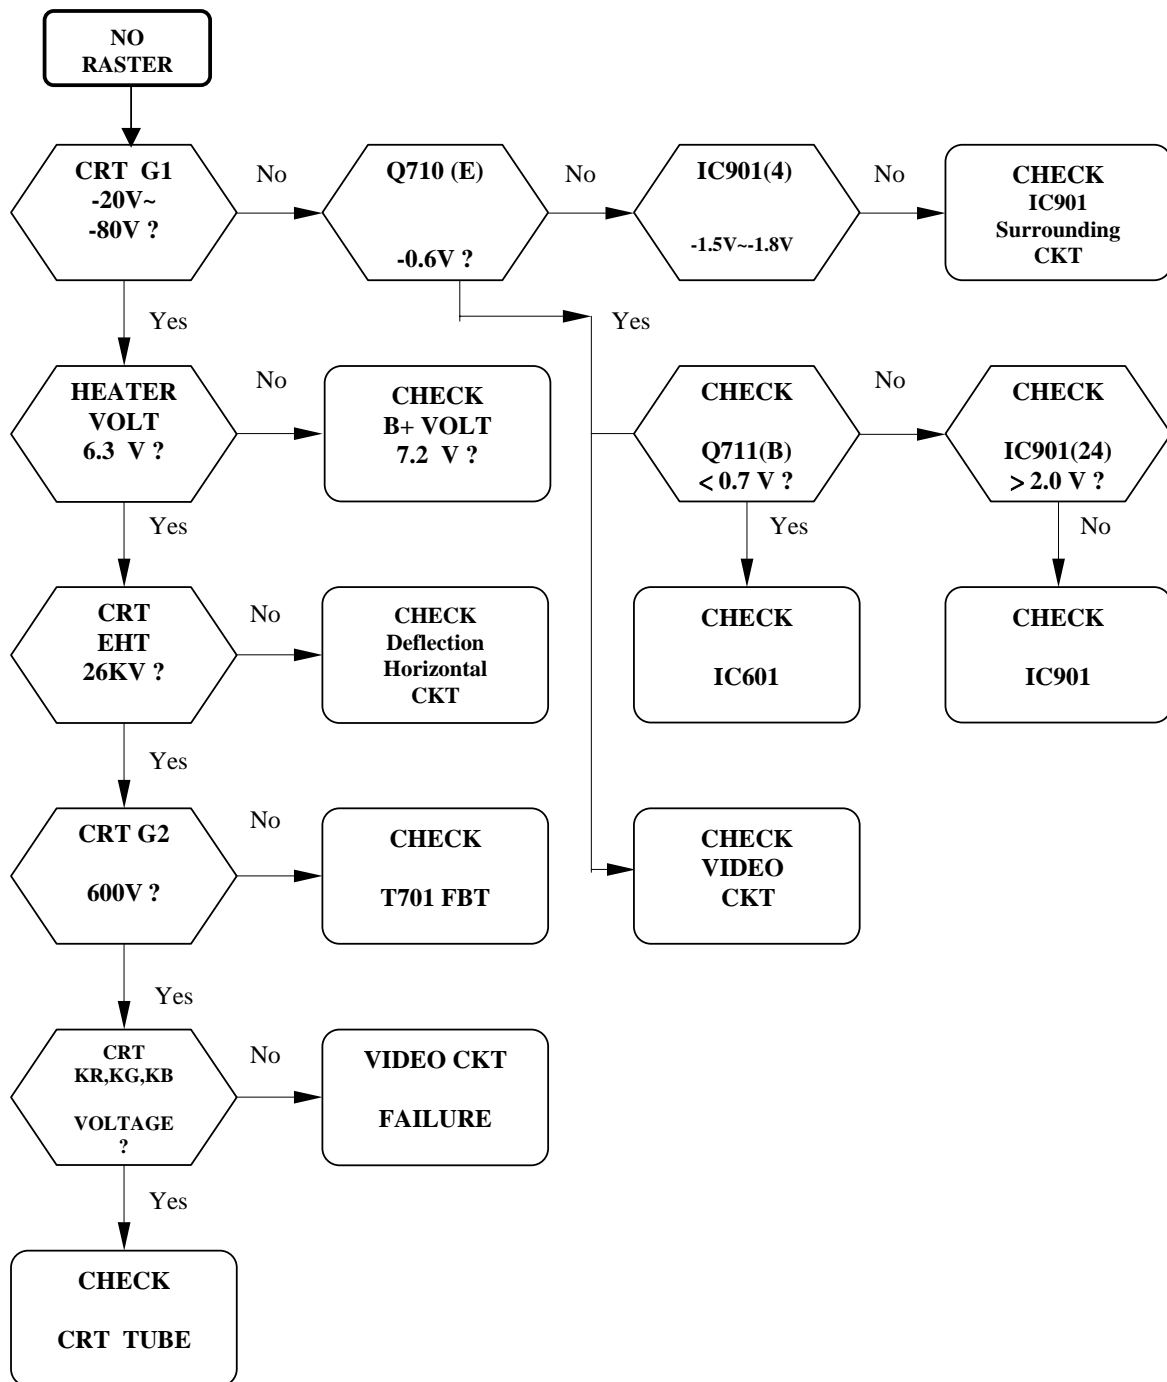 NO
RASTER
CRT G1
-20V~
-80V ?
No
Q710 (E)
-0.6V ?
No
IC901(4)
-1.5V~-1.8V
No
CHECK
IC901
Surrounding
CKT
Yes
Yes
HEATER
VOLT
6.3 V ?
No
CHECK
B+ VOLT
7.2 V ?
CHECK
Q711(B)
< 0.7 V ?
No
CHECK
IC901(24)
> 2.0 V ?
Yes
Yes
No
CRT
EHT
26KV ?
No
CHECK
Deflection
Horizontal
CKT
CHECK
IC601
CHECK
IC901
Yes
CRT G2
600V ?
No
CHECK
T701 FBT
CHECK
VIDEO
CKT
Yes
CRT
KR,KG,KB
VOLTAGE
?
No
VIDEO CKT
FAILURE
Yes
CHECK
CRT TUBE